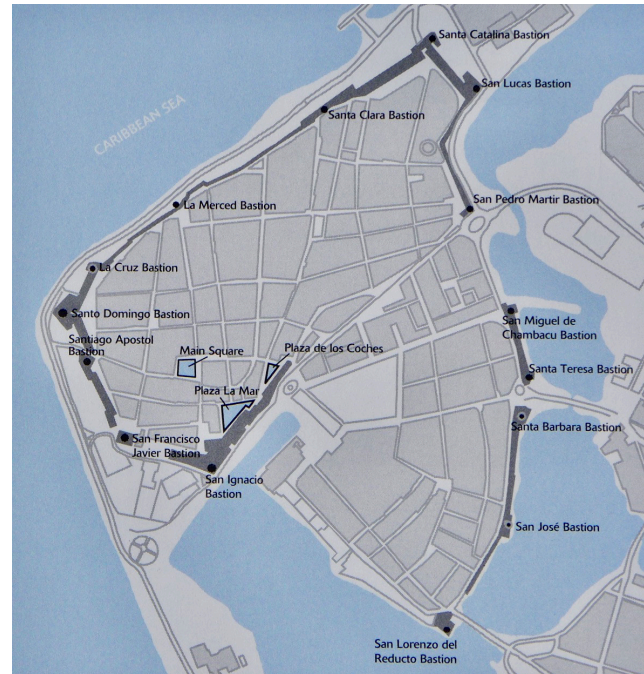 Santa Catalina Bastion
San Lucas Bastion
CARIBBEAN SEA
Santa Clara Bastion
San Pedro Martir Bastion
La Merced Bastion
La Cruz Bastion
Santo Domingo Bastion
San Miguel de
Chambacu Bastion
Santiago Apostol
Bastion
Main Square
Plaza de los Coches
Santa Teresa Bastion
Plaza La Mar
Santa Barbara Bastion
San Francisco
Javier Bastion
San Ignacio
Bastion
San José Bastion
San Lorenzo del
Reducto Bastion